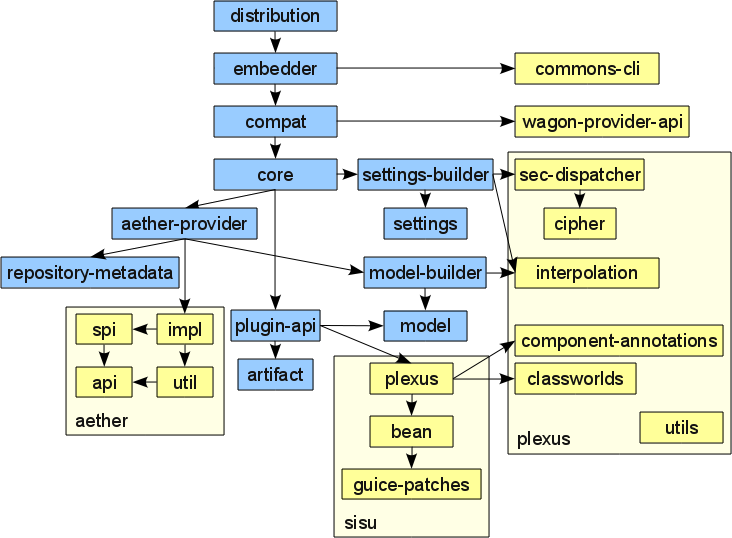 distribution
embedder
commons-cli
compat
wagon-provider-api
core
settings-builder
sec-dispatcher
aether-provider
settings
cipher
repository-metadata
model-builder
interpolation
spi
impl
plugin-api
model
component-annotations
api
util
artifact
plexus
classworlds
aether
bean
utils
plexus
guice-patches
sisu